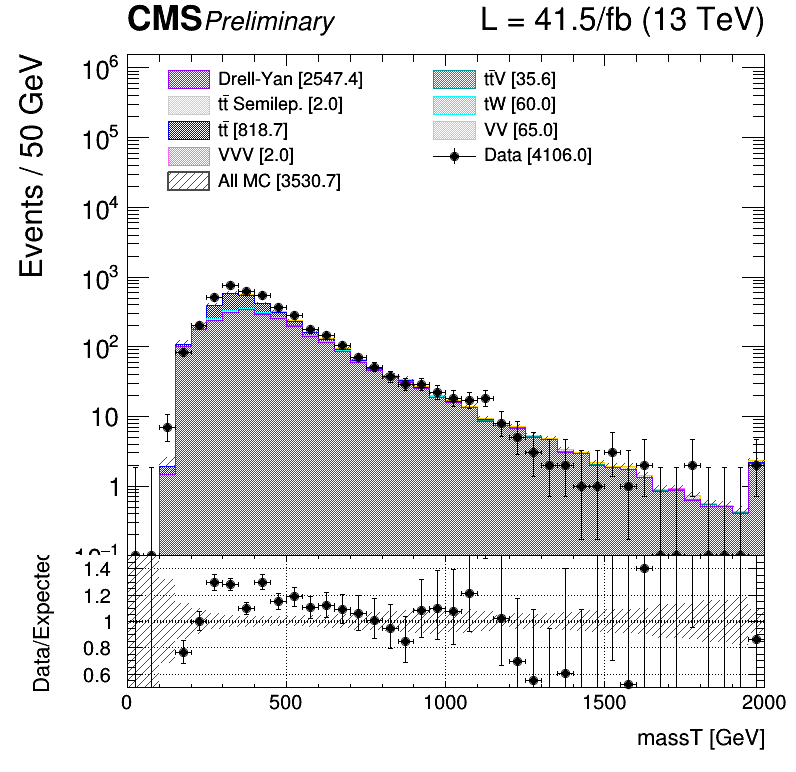 CMS Preliminary L = 41.5/fb (13 TeV)
Events / 50 GeV
10⁶
10⁵
10⁴
10³
10²
10
1
10⁻¹
Drell-Yan [2547.4]
tt̄ Semilep. [2.0]
tt̄ [818.7]
VVV [2.0]
All MC [3530.7]
tt̄V [35.6]
tW [60.0]
VV [65.0]
Data [4106.0]
Data/Expected
1.4
1.2
1
0.8
0.6
0 500 1000 1500 2000
massT [GeV]